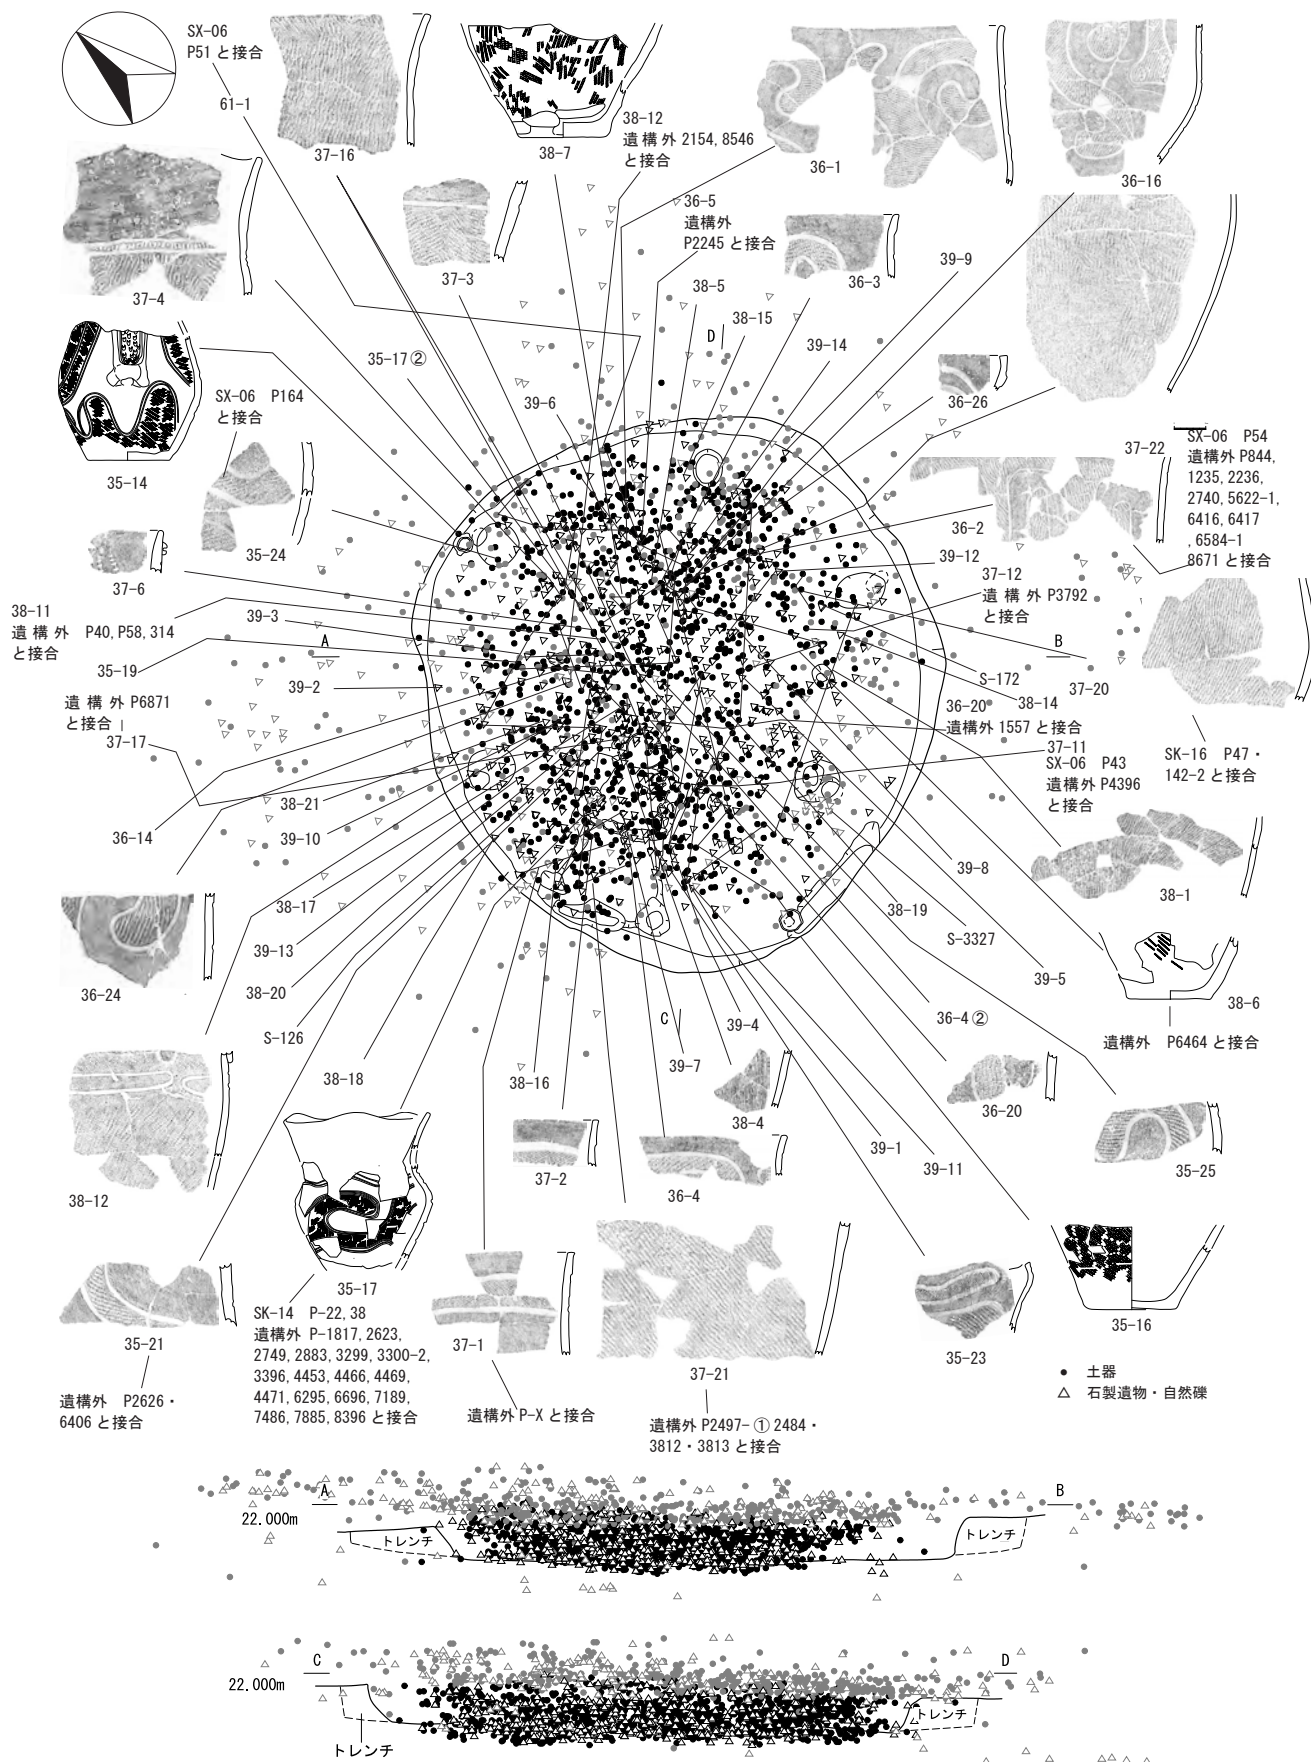 SX-06
P51 と接合
61-1
37-16
38-7
38-12
遺構外 2154, 8546
と接合
36-1
36-16
37-4
37-3
36-5
遺構外
P2245 と接合
36-3
39-9
38-5
38-15
D
39-14
35-17②
39-6
36-26
35-14
SX-06 P164
と接合
35-24
37-22
SX-06 P54
遺構外 P844,
1235, 2236,
2740, 5622-1,
6416, 6417
, 6584-1
8671 と接合
36-2
39-12
37-12
遺構外 P3792
と接合
37-6
38-11
遺構外 P40, P58, 314
と接合
39-3
A
B
35-19
39-2
S-172
37-20
38-14
36-20
遺構外 1557 と接合
遺構外 P6871
と接合
37-17
37-11
SX-06 P43
遺構外 P4396
と接合
SK-16 P47・
142-2 と接合
38-21
39-10
36-14
39-8
38-1
38-17
38-19
39-13
S-3327
36-24
38-20
39-5
38-6
S-126
C
39-4
36-4②
遺構外 P6464 と接合
38-18
38-16
39-7
38-4
36-20
39-1
39-11
35-25
38-12
37-2
36-4
35-17
SK-14 P-22, 38
遺構外 P-1817, 2623,
2749, 2883, 3299, 3300-2,
3396, 4453, 4466, 4469,
4471, 6295, 6696, 7189,
7486, 7885, 8396 と接合
35-21
遺構外 P2626・
6406 と接合
37-1
遺構外 P-X と接合
37-21
遺構外 P2497-① 2484・
3812・3813 と接合
35-23
35-16
● 土器
△ 石製遺物・自然礫
A
B
22.000m
トレンチ
トレンチ
C
D
22.000m
トレンチ
トレンチ